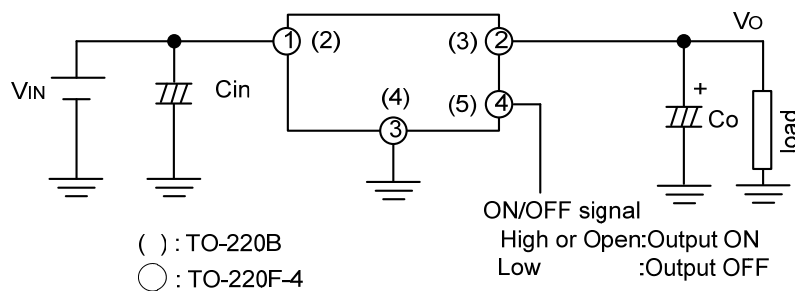 Vo
1 (2) (3) 2
VIN Cin (4) (5) 4 + Co load
3
ON/OFF signal
( ) : TO-220B High or Open:Output ON
◯ : TO-220F-4 Low :Output OFF